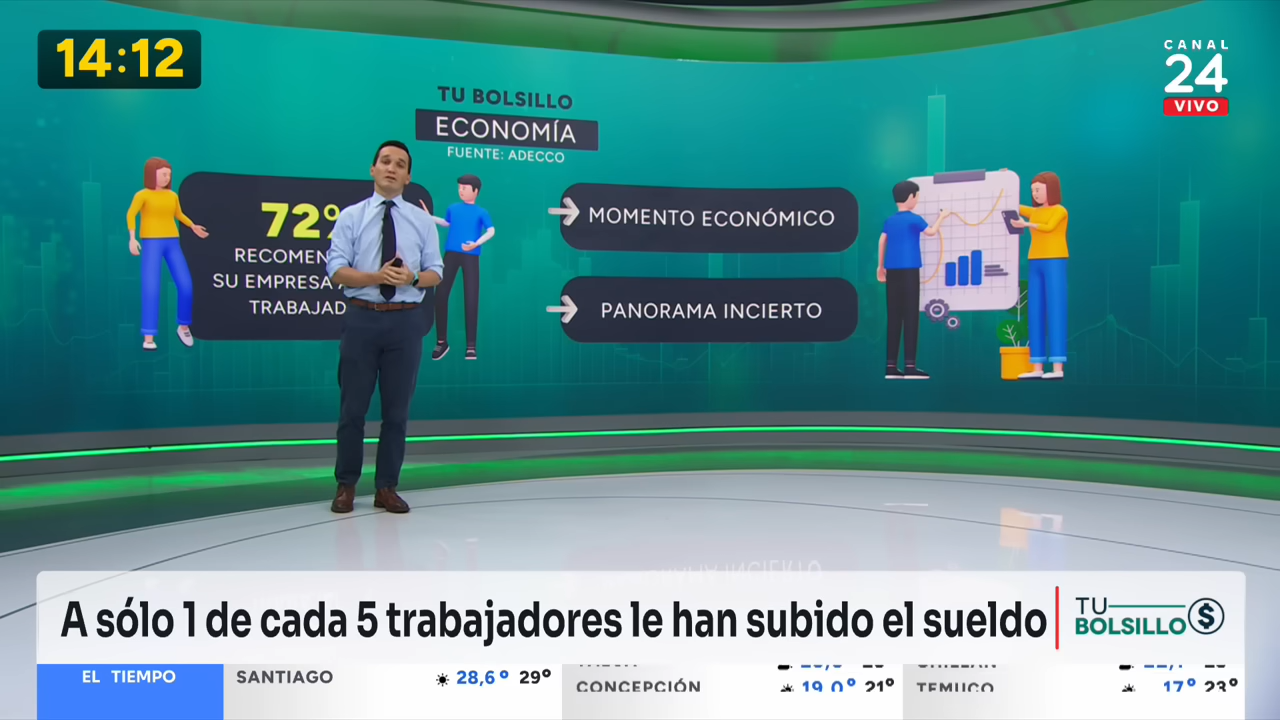 14:12
CANAL
24
VIVO
TU BOLSILLO
ECONOMÍA
FUENTE: ADECCO
72%
SU EMPRESA
MOMENTO ECONÓMICO
PANORAMA INCIERTO
A sólo 1 de cada 5 trabajadores le han subido el sueldo
TU
BOLSILLO
$
EL TIEMPO
SANTIAGO 28,6° 29°
CONCEPCIÓN 19,0° 21°
TEMUCO 17° 23°